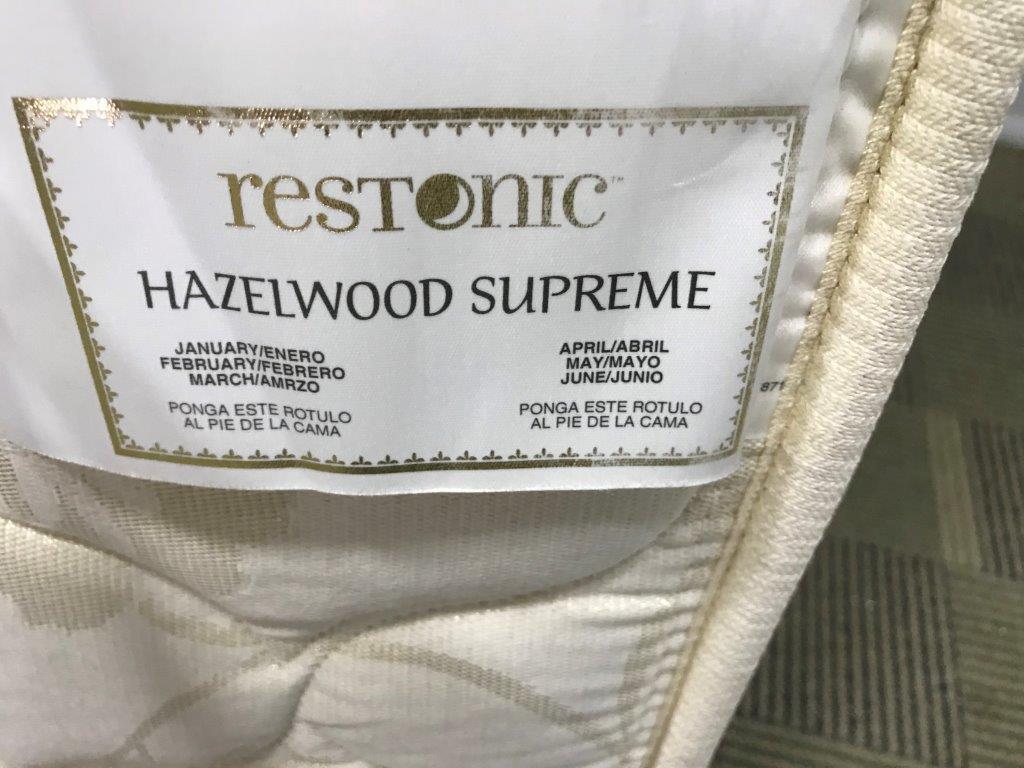 resTonic™
HAZELWOOD SUPREME
JANUARY/ENERO
FEBRUARY/FEBRERO
MARCH/AMRZO
PONGA ESTE ROTULO
AL PIE DE LA CAMA
APRIL/ABRIL
MAY/MAYO
JUNE/JUNIO
PONGA ESTE ROTULO
AL PIE DE LA CAMA